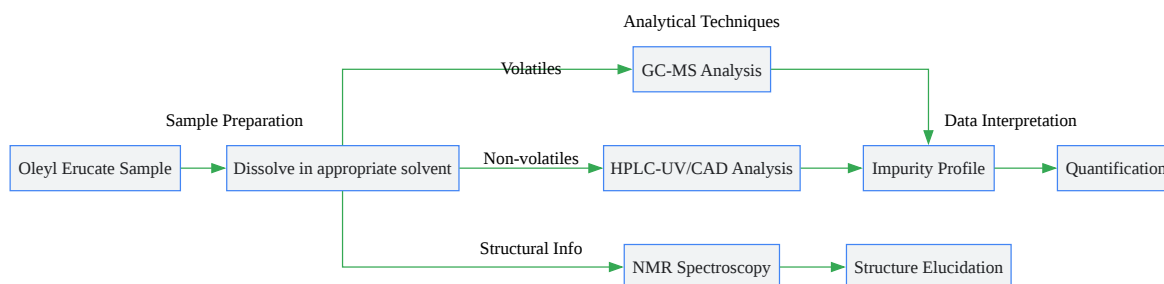 Analytical Techniques
Volatiles
GC-MS Analysis
Sample Preparation
Data Interpretation
Oleyl Erucate Sample
Dissolve in appropriate solvent
Non-volatiles
HPLC-UV/CAD Analysis
Impurity Profile
Quantification
Structural Info
NMR Spectroscopy
Structure Elucidation